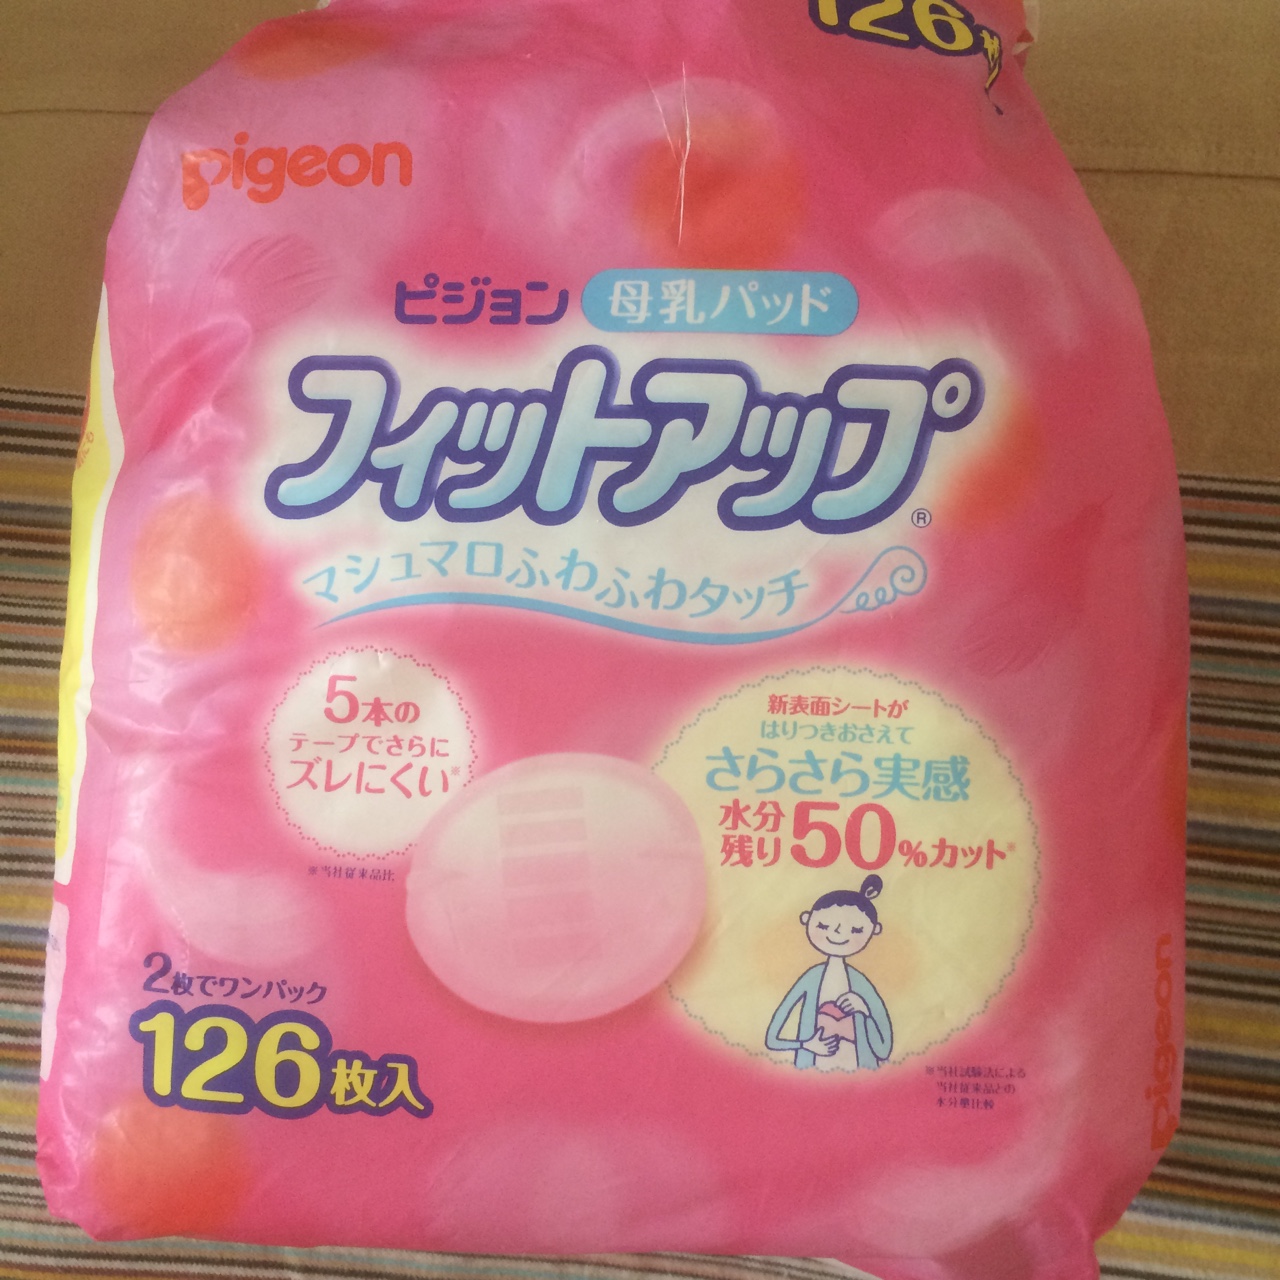 126枚
pigeon
ピジョン 母乳パッド
フィットアップ®
マシュマロふわふわタッチ
5本の
テープでさらに
ズレにくい※
※当社従来品比
新表面シートが
はりつきおさえて
さらさら実感
水分
残り50%カット※
2枚でワンパック
126枚入
※当社試験法による
当社従来品との
水分量比較
pigeon